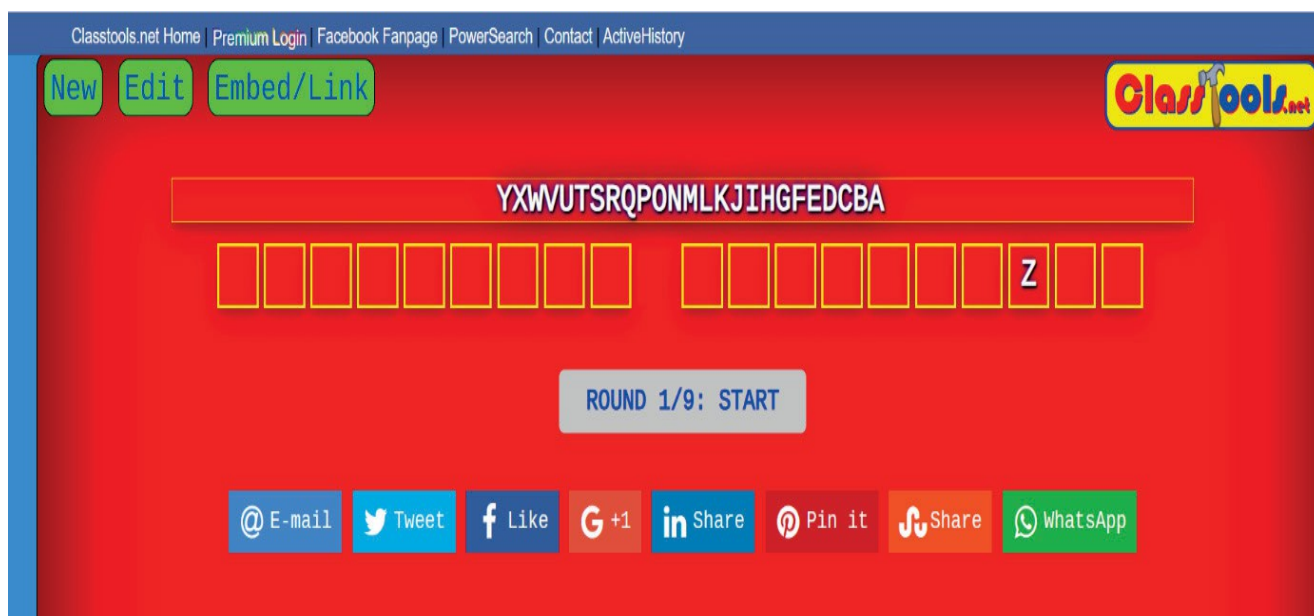 Classtools.net Home | Premium Login | Facebook Fanpage | PowerSearch | Contact | ActiveHistory
New Edit Embed/Link
ClassTools.net
YXWVUTSRQPONMLKJIHGFEDCBA
Z
ROUND 1/9: START
@ E-mail Tweet f Like G +1 in Share Pin it Share WhatsApp